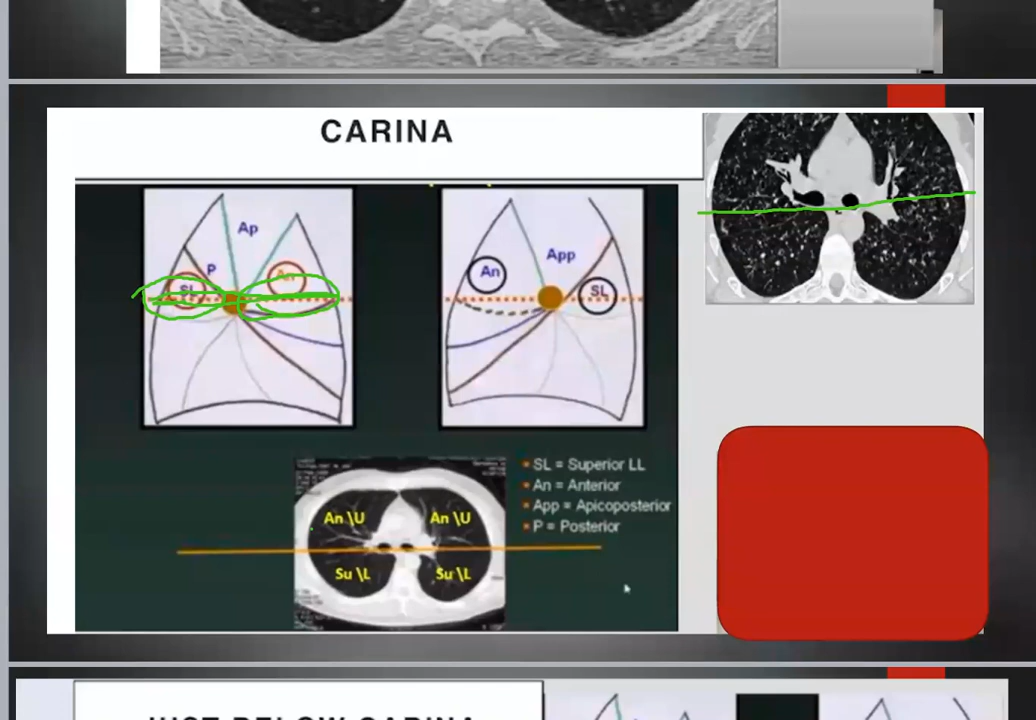 CARINA
Ap
P
An
SL
An
App
SL
SL = Superior LL
An = Anterior
App = Apicoposterior
P = Posterior
An \U An \U
Su \L Su \L
JUST BELOW CARINA